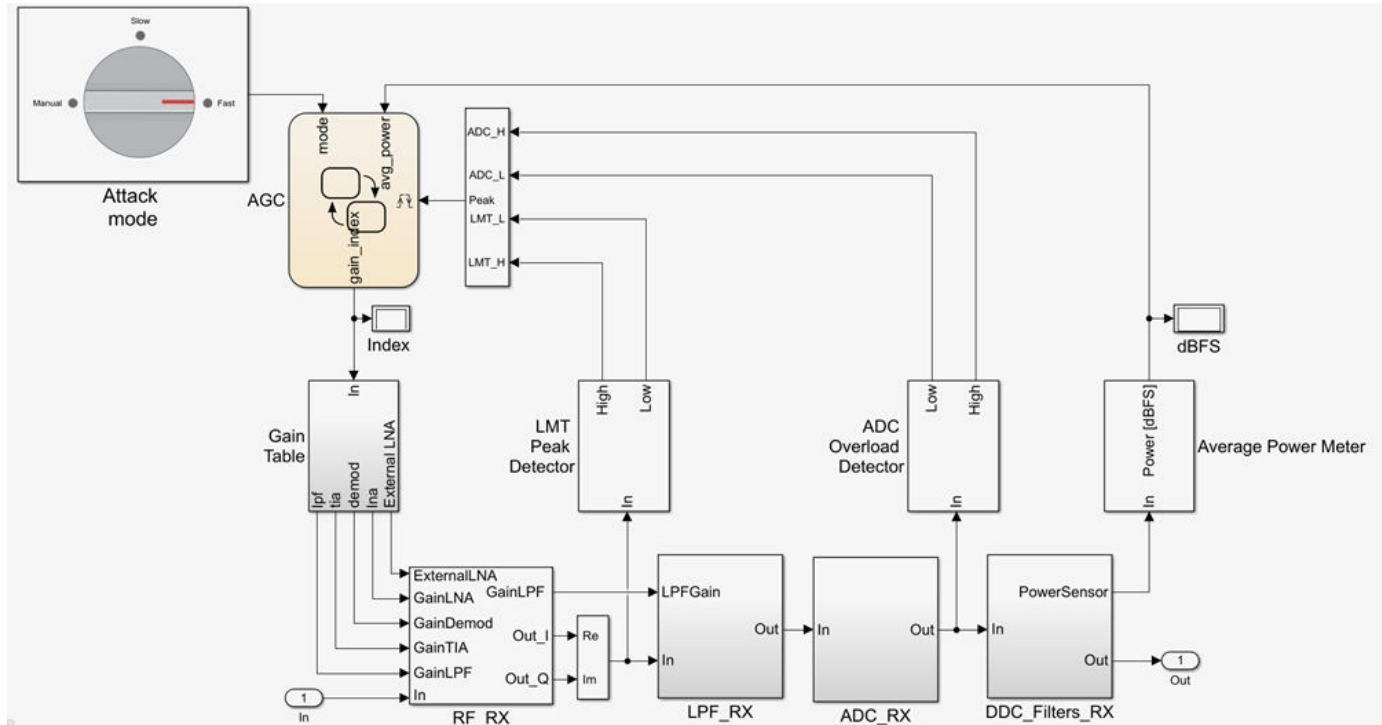 Slow
Manual
Fast
Attack
mode
mode
avg_power
AGC
gain_index
ADC_H
ADC_L
Peak
LMT_L
LMT_H
Index
dBFS
In
Gain
Table
lpf
tia
demod
lna
External LNA
High
Low
LMT
Peak
Detector
In
Low
High
ADC
Overload
Detector
In
Power [dBFS]
In
Average Power Meter
ExternalLNA
GainLNA
GainDemod
GainTIA
GainLPF
In
GainLPF
Out_I
Out_Q
RF_RX
1
In
Re
Im
LPFGain
In
Out
LPF_RX
In
Out
ADC_RX
In
PowerSensor
Out
DDC_Filters_RX
1
Out